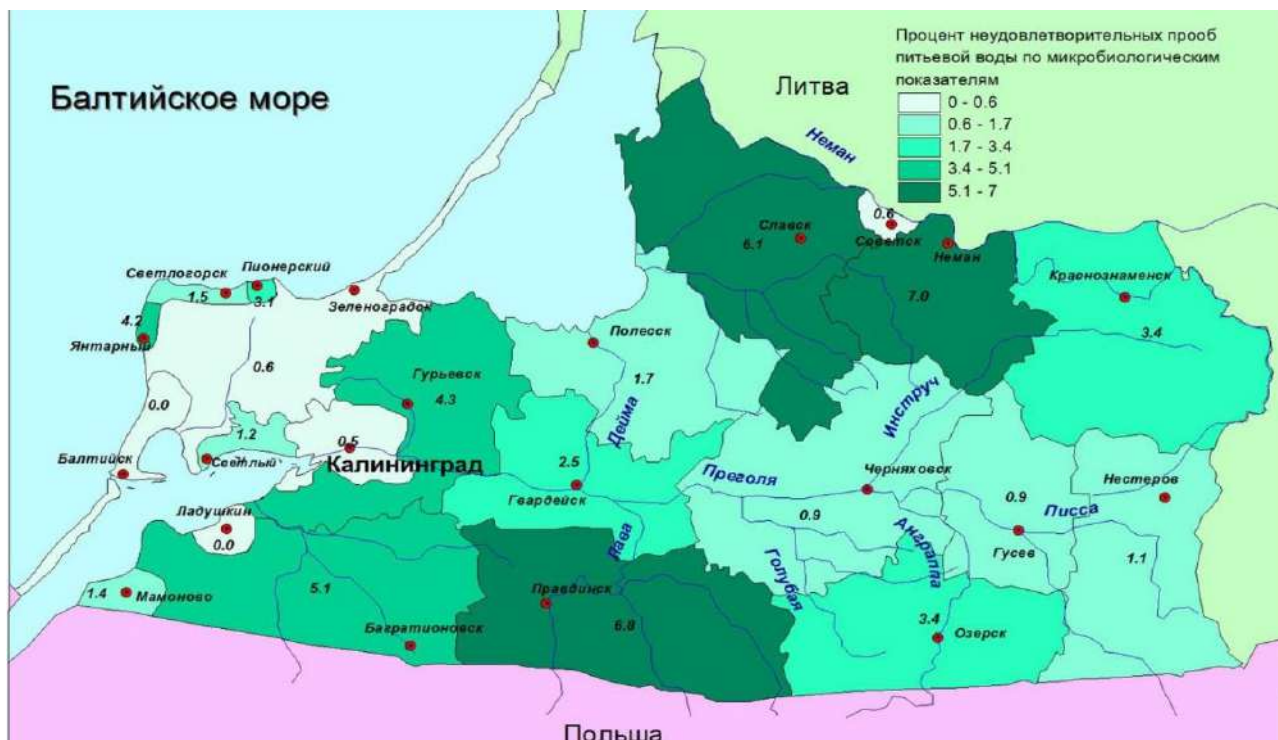 Процент неудовлетворительных прооб
питьевой воды по микробиологическим
показателям
0 - 0.6
0.6 - 1.7
1.7 - 3.4
3.4 - 5.1
5.1 - 7
Балтийское море
Литва
Неман
0.6
Советск
Славск
6.1
Неман
7.0
Краснознаменск
3.4
Светлогорск
1.5
Пионерский
3.1
Зеленоградск
4.2
Янтарный
0.6
0.0
Полесск
1.7
Гурьевск
4.3
Дейма
Инструч
1.2
Светлый
0.5
Калининград
Балтийск
2.5
Гвардейск
Преголя
Черняховск
0.9
0.9
Гусев
Писса
Нестеров
1.1
Ладушкин
0.0
Лава
Голубая
Анграппа
1.4
Мамоново
5.1
Багратионовск
Правдинск
6.8
3.4
Озерск
Польша